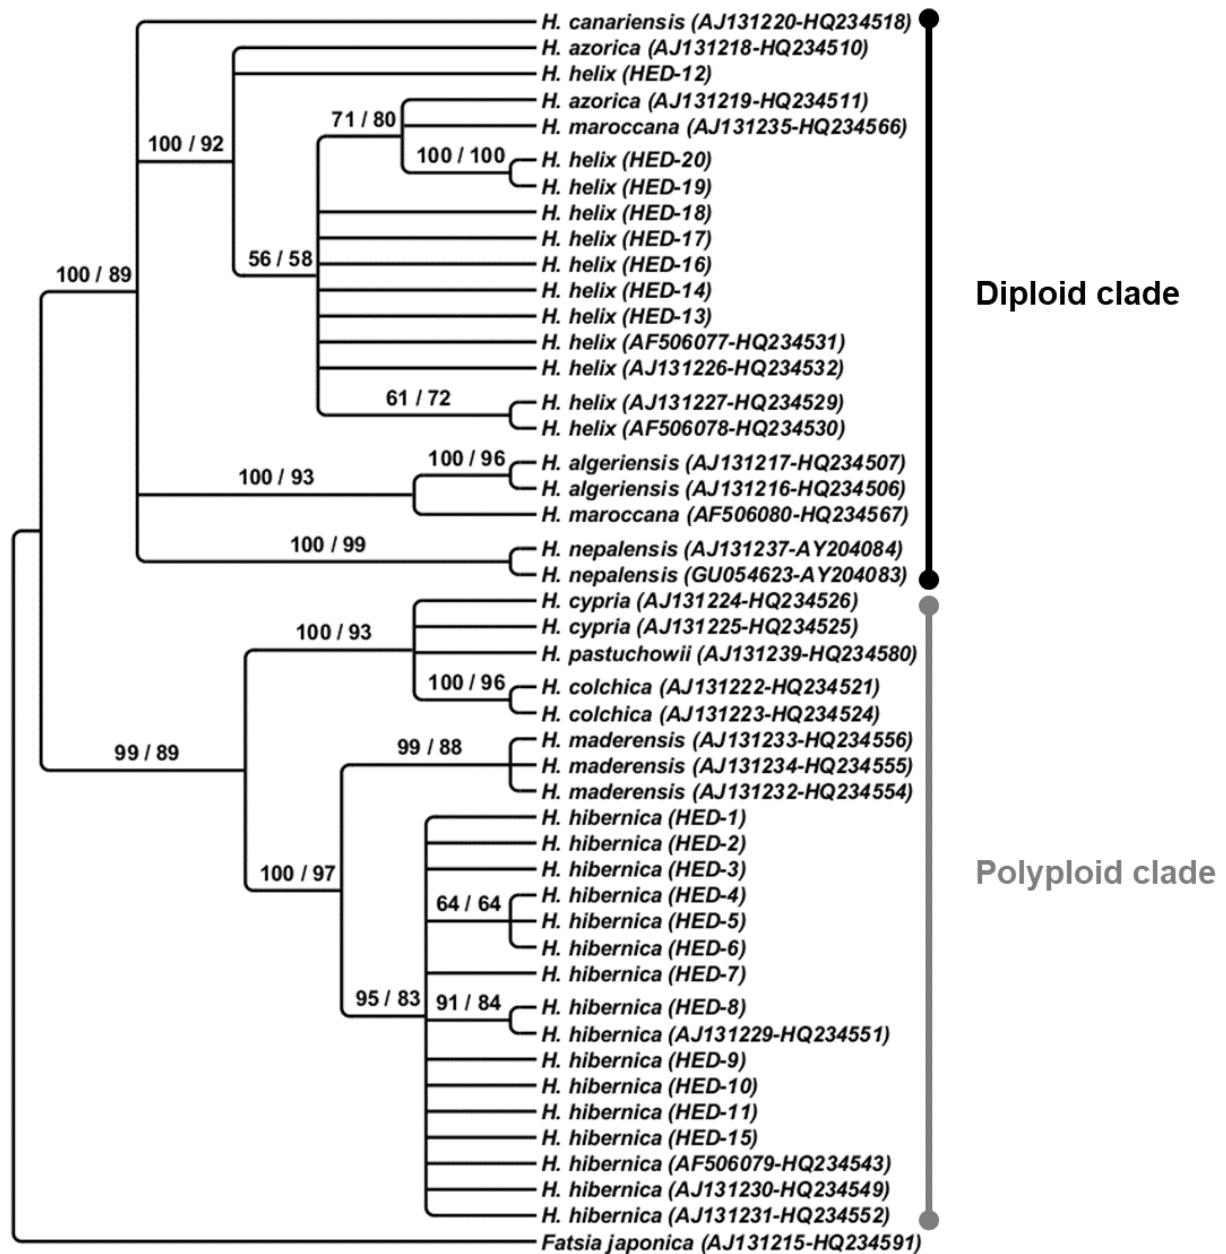 H. canariensis (AJ131220-HQ234518)
H. azorica (AJ131218-HQ234510)
H. helix (HED-12)
H. azorica (AJ131219-HQ234511)
71 / 80
H. maroccana (AJ131235-HQ234566)
100 / 92
100 / 100
H. helix (HED-20)
H. helix (HED-19)
H. helix (HED-18)
H. helix (HED-17)
56 / 58
H. helix (HED-16)
100 / 89
H. helix (HED-14)
Diploid clade
H. helix (HED-13)
H. helix (AF506077-HQ234531)
H. helix (AJ131226-HQ234532)
61 / 72
H. helix (AJ131227-HQ234529)
H. helix (AF506078-HQ234530)
100 / 96
H. algeriensis (AJ131217-HQ234507)
100 / 93
H. algeriensis (AJ131216-HQ234506)
H. maroccana (AF506080-HQ234567)
100 / 99
H. nepalensis (AJ131237-AY204084)
H. nepalensis (GU054623-AY204083)
H. cypria (AJ131224-HQ234526)
100 / 93
H. cypria (AJ131225-HQ234525)
H. pastuchowii (AJ131239-HQ234580)
100 / 96
H. colchica (AJ131222-HQ234521)
H. colchica (AJ131223-HQ234524)
99 / 89
99 / 88
H. maderensis (AJ131233-HQ234556)
H. maderensis (AJ131234-HQ234555)
H. maderensis (AJ131232-HQ234554)
H. hibernica (HED-1)
H. hibernica (HED-2)
100 / 97
H. hibernica (HED-3)
Polyploid clade
64 / 64
H. hibernica (HED-4)
H. hibernica (HED-5)
H. hibernica (HED-6)
H. hibernica (HED-7)
95 / 83
91 / 84
H. hibernica (HED-8)
H. hibernica (AJ131229-HQ234551)
H. hibernica (HED-9)
H. hibernica (HED-10)
H. hibernica (HED-11)
H. hibernica (HED-15)
H. hibernica (AF506079-HQ234543)
H. hibernica (AJ131230-HQ234549)
H. hibernica (AJ131231-HQ234552)
Fatsia japonica (AJ131215-HQ234591)